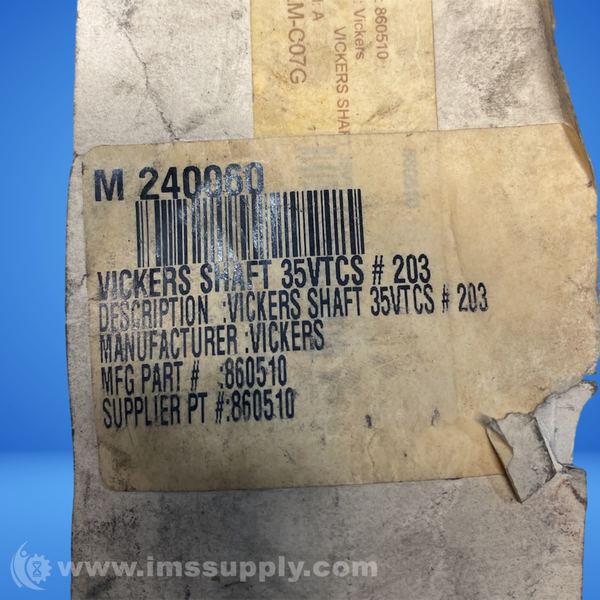 860510
Vickers
VICKERS SHA
: A
M-C07G
M 240060
VICKERS SHAFT 35VTCS # 203
DESCRIPTION :VICKERS SHAFT 35VTCS # 203
MANUFACTURER :VICKERS
MFG PART # :860510
SUPPLIER PT #:860510
www.imssupply.com